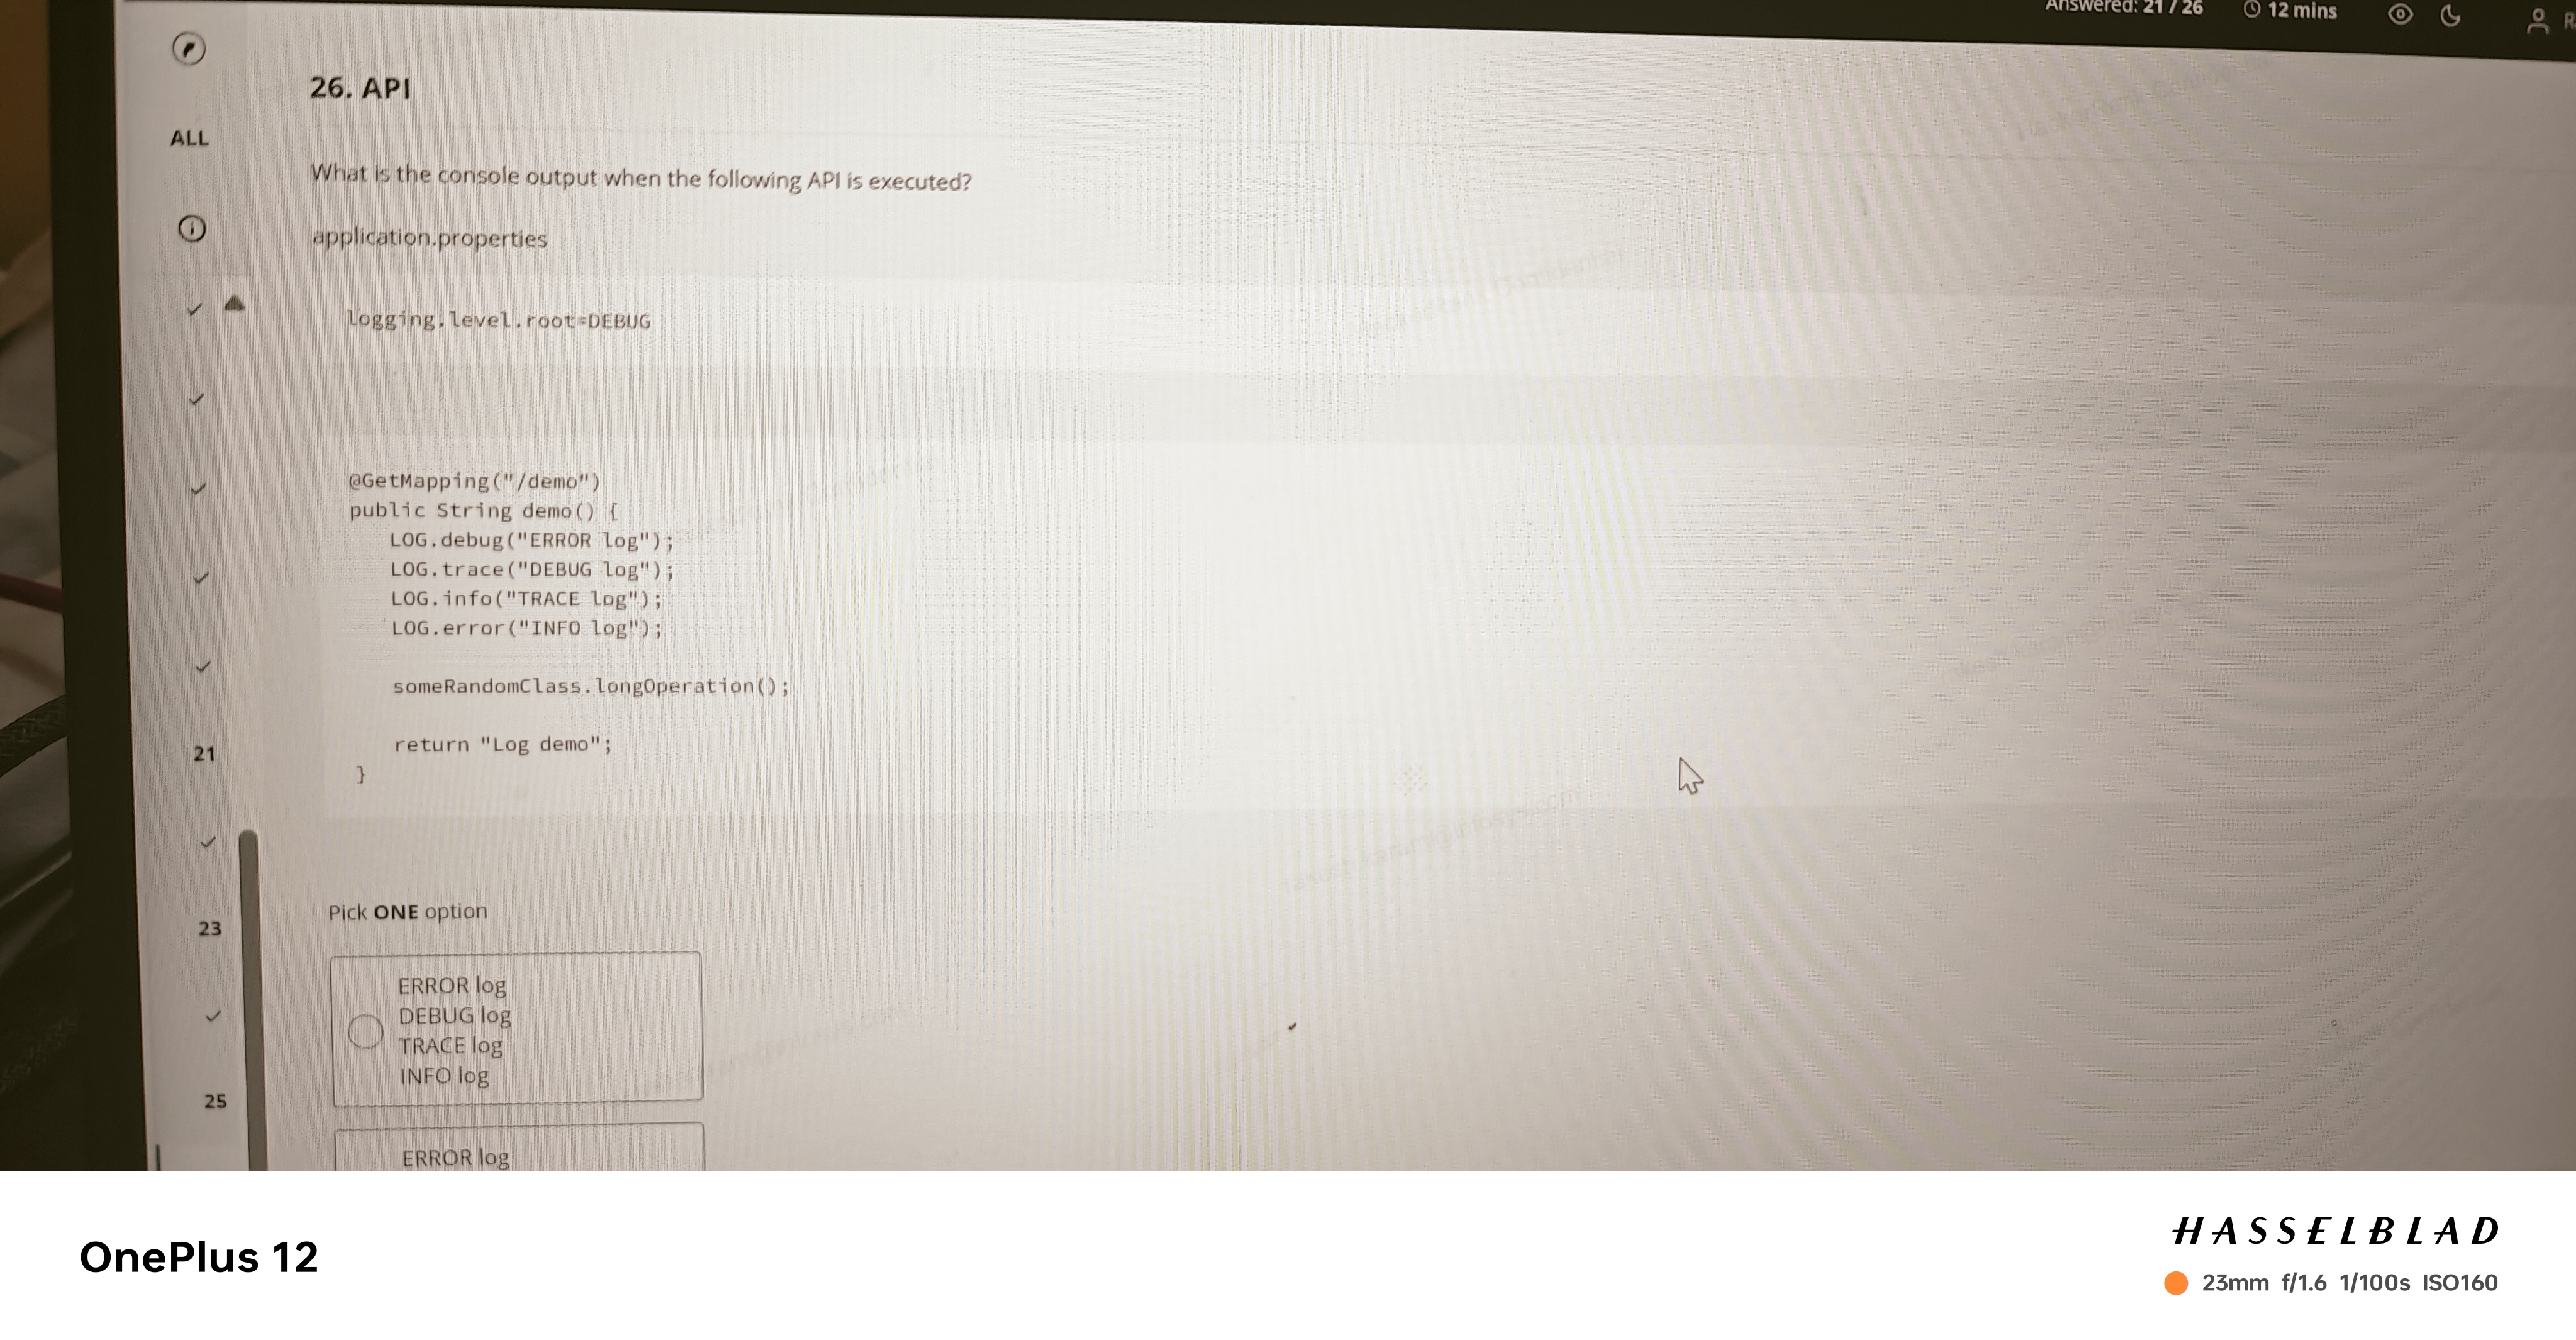 Answered: 21 / 26
12 mins
26. API
ALL
What is the console output when the following API is executed?
application.properties
logging.level.root=DEBUG
@GetMapping("/demo")
public String demo() {
LOG.debug("ERROR log");
LOG.trace("DEBUG log");
LOG.info("TRACE log");
LOG.error("INFO log");
someRandomClass.longOperation();
return "Log demo";
}
21
23
25
Pick ONE option
ERROR log
DEBUG log
TRACE log
INFO log
ERROR log
HackerRank Confidential
OnePlus 12
HASSELBLAD
23mm f/1.6 1/100s ISO160